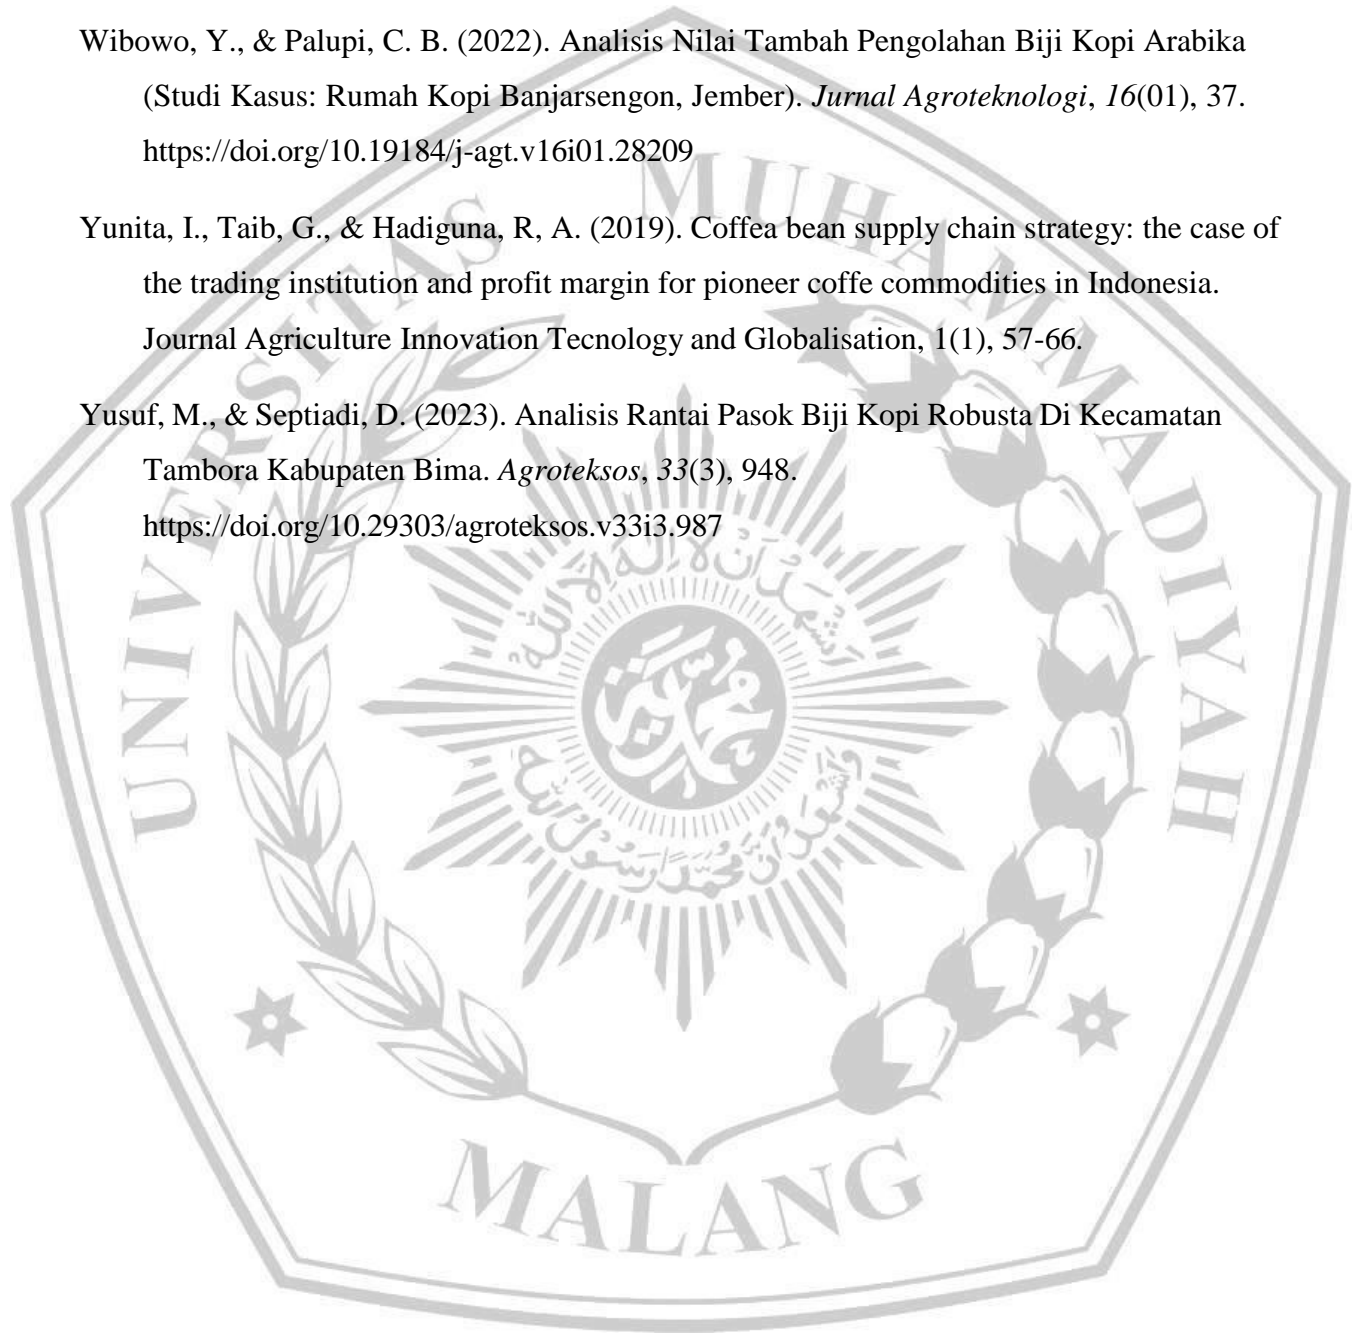 Wibowo, Y., & Palupi, C. B. (2022). Analisis Nilai Tambah Pengolahan Biji Kopi Arabika
(Studi Kasus: Rumah Kopi Banjarsengon, Jember). Jurnal Agroteknologi, 16(01), 37.
https://doi.org/10.19184/j-agt.v16i01.28209
Yunita, I., Taib, G., & Hadiguna, R, A. (2019). Coffea bean supply chain strategy: the case of
the trading institution and profit margin for pioneer coffe commodities in Indonesia.
Journal Agriculture Innovation Tecnology and Globalisation, 1(1), 57-66.
Yusuf, M., & Septiadi, D. (2023). Analisis Rantai Pasok Biji Kopi Robusta Di Kecamatan
Tambora Kabupaten Bima. Agroteksos, 33(3), 948.
https://doi.org/10.29303/agroteksos.v33i3.987
UNIVERSITAS MUHAMMADIYAH
MALANG